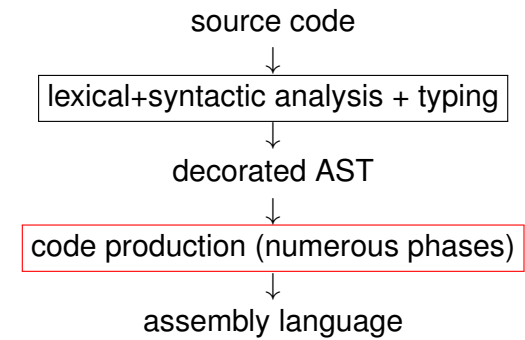 source code
lexical+syntactic analysis + typing
decorated AST
code production (numerous phases)
assembly language